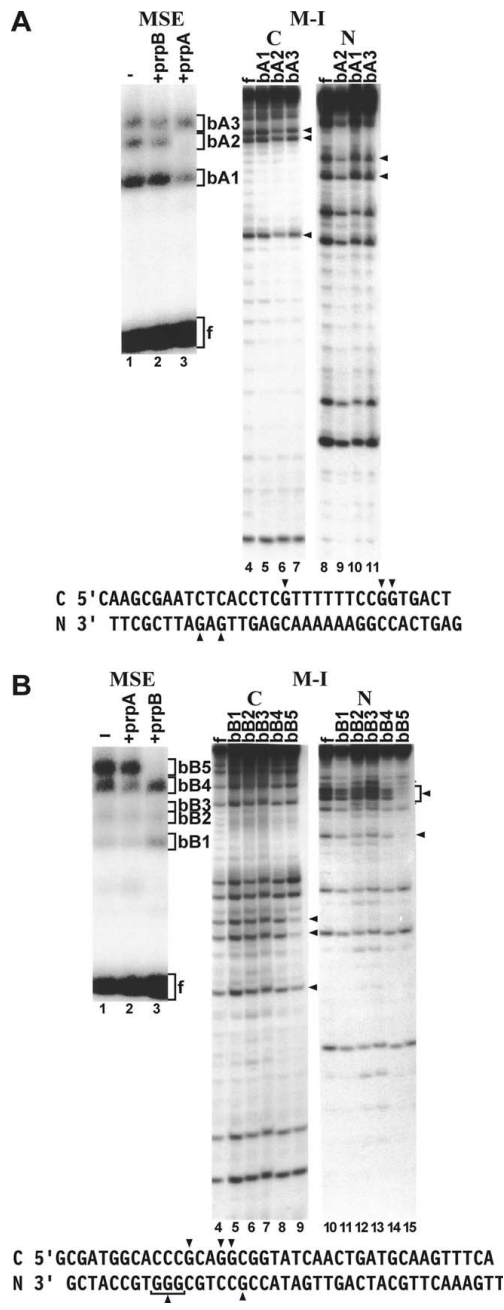 A
MSE
M-I
C
N
-
+prpB
+prpA
f
bA1
bA2
bA3
f
bA2
bA1
bA3
bA3
bA2
bA1
f
1 2 3
4 5 6 7
8 9 10 11
C 5'CAAGCGAATCTCACCTCGTTTTTTCCGGTGACT
N 3' TTCGCTTAGAGTTGAGCAAAAAAGGCCACTGAG
B
MSE
M-I
C
N
-
+prpA
+prpB
f
bB1
bB2
bB3
bB4
bB5
f
bB1
bB2
bB3
bB4
bB5
bB5
bB4
bB3
bB2
bB1
f
1 2 3
4 5 6 7 8 9
10 11 12 13 14 15
C 5'GCGATGGCACCCGCAGGCGGTATCAACTGATGCAAGTTTCA
N 3' GCTACCGTGGGCGTCCGCCATAGTTGACTACGTTCAAAGTT